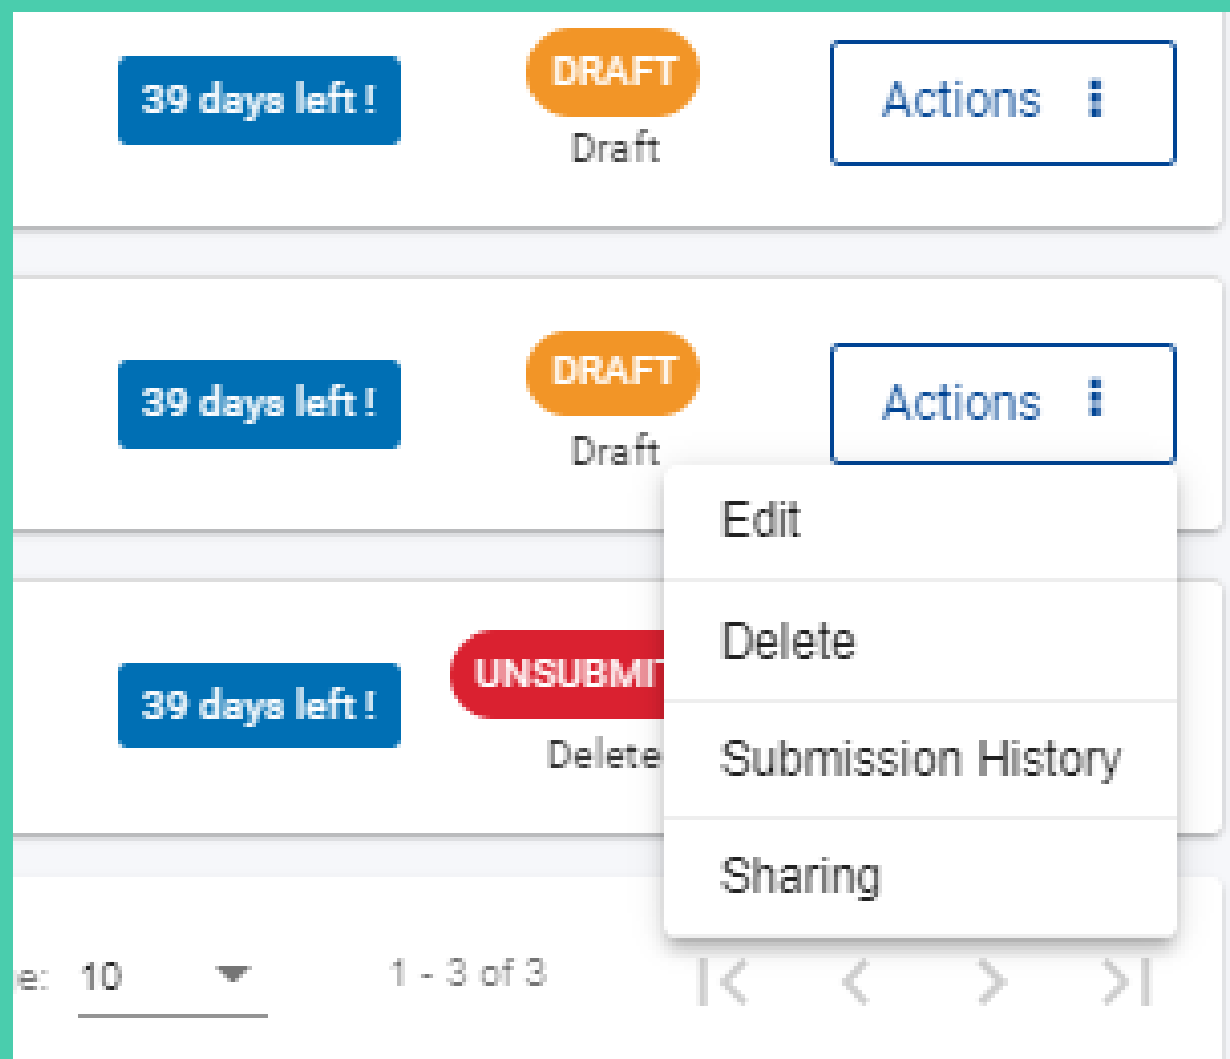 39 days left !
DRAFT
Draft
Actions
39 days left !
DRAFT
Draft
Actions
Edit
Delete
39 days left !
UNSUBMIT
Delete
Submission History
Sharing
e: 10
1 - 3 of 3